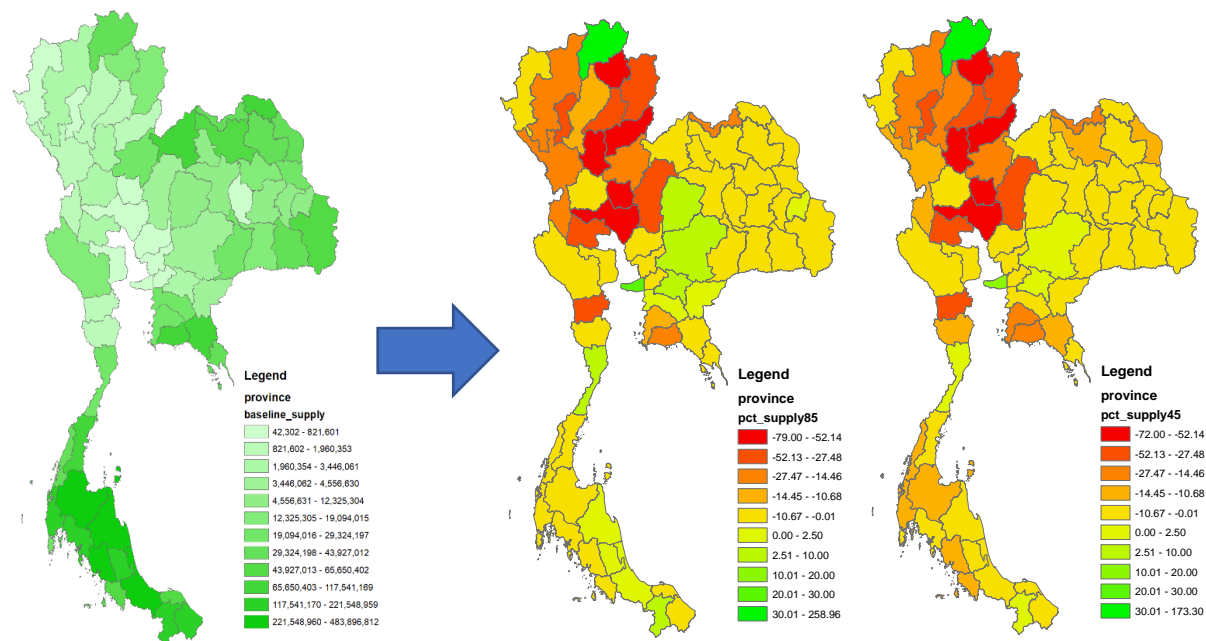 Legend
province
baseline_supply
42,302 - 821,601
821,602 - 1,960,353
1,960,354 - 3,446,061
3,446,062 - 4,556,630
4,556,631 - 12,325,304
12,325,305 - 19,094,015
19,094,016 - 29,324,197
29,324,198 - 43,927,012
43,927,013 - 65,650,402
65,650,403 - 117,541,169
117,541,170 - 221,548,959
221,548,960 - 483,896,812
Legend
province
pct_supply85
-79.00 - -52.14
-52.13 - -27.48
-27.47 - -14.46
-14.45 - -10.68
-10.67 - -0.01
0.00 - 2.50
2.51 - 10.00
10.01 - 20.00
20.01 - 30.00
30.01 - 258.96
Legend
province
pct_supply45
-72.00 - -52.14
-52.13 - -27.48
-27.47 - -14.46
-14.45 - -10.68
-10.67 - -0.01
0.00 - 2.50
2.51 - 10.00
10.01 - 20.00
20.01 - 30.00
30.01 - 173.30